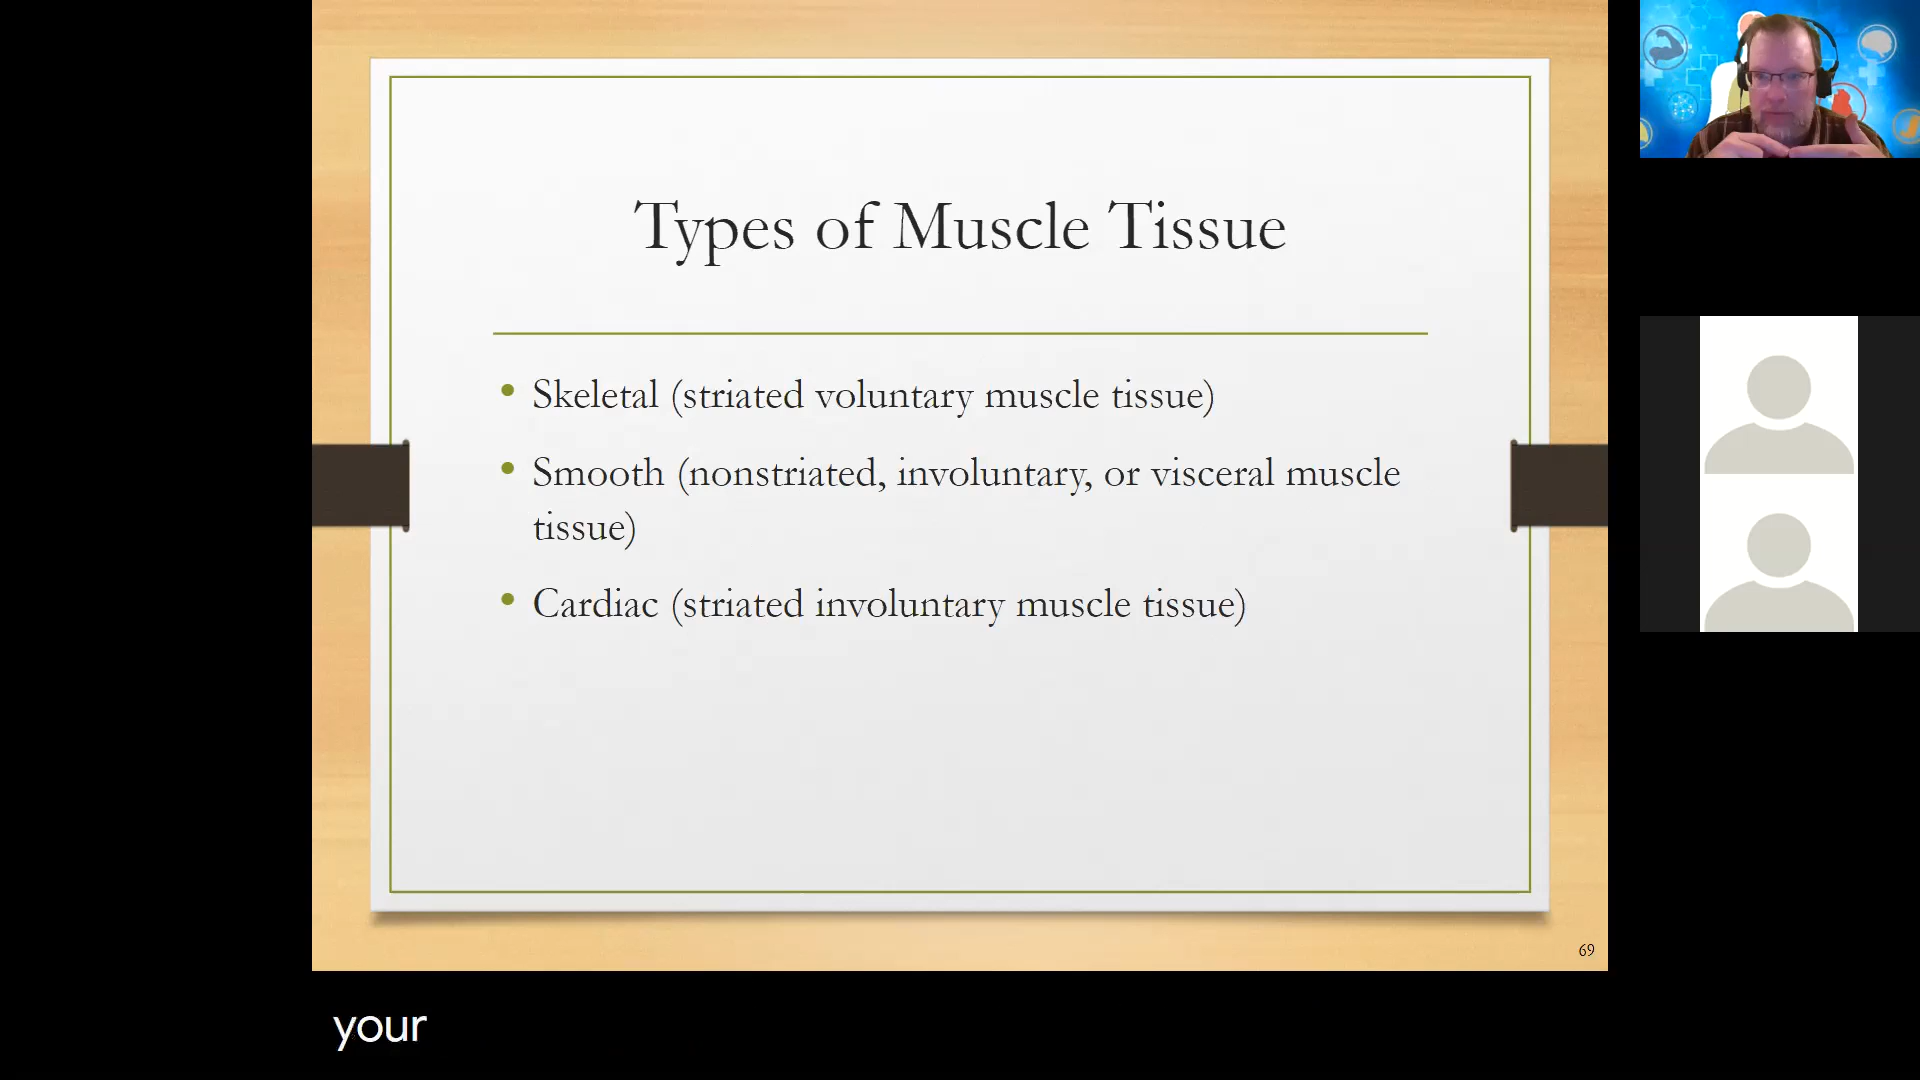 Types of Muscle Tissue
• Skeletal (striated voluntary muscle tissue)
• Smooth (nonstriated, involuntary, or visceral muscle
tissue)
• Cardiac (striated involuntary muscle tissue)
69
your